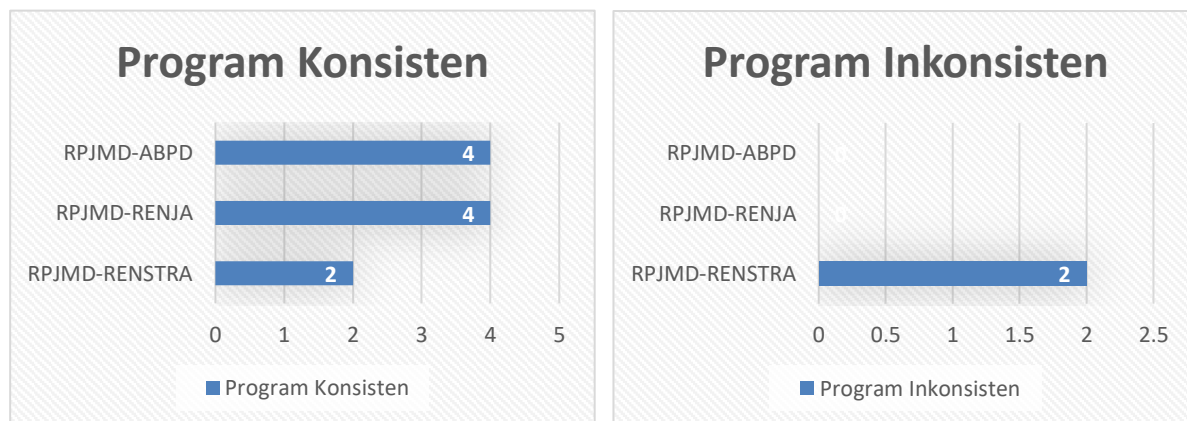 Program Konsisten
RPJMD-ABPD
4
RPJMD-RENJA
4
RPJMD-RENSTRA
2
0 1 2 3 4 5
Program Konsisten
Program Inkonsisten
RPJMD-ABPD
0
RPJMD-RENJA
0
RPJMD-RENSTRA
2
0 0.5 1 1.5 2 2.5
Program Inkonsisten